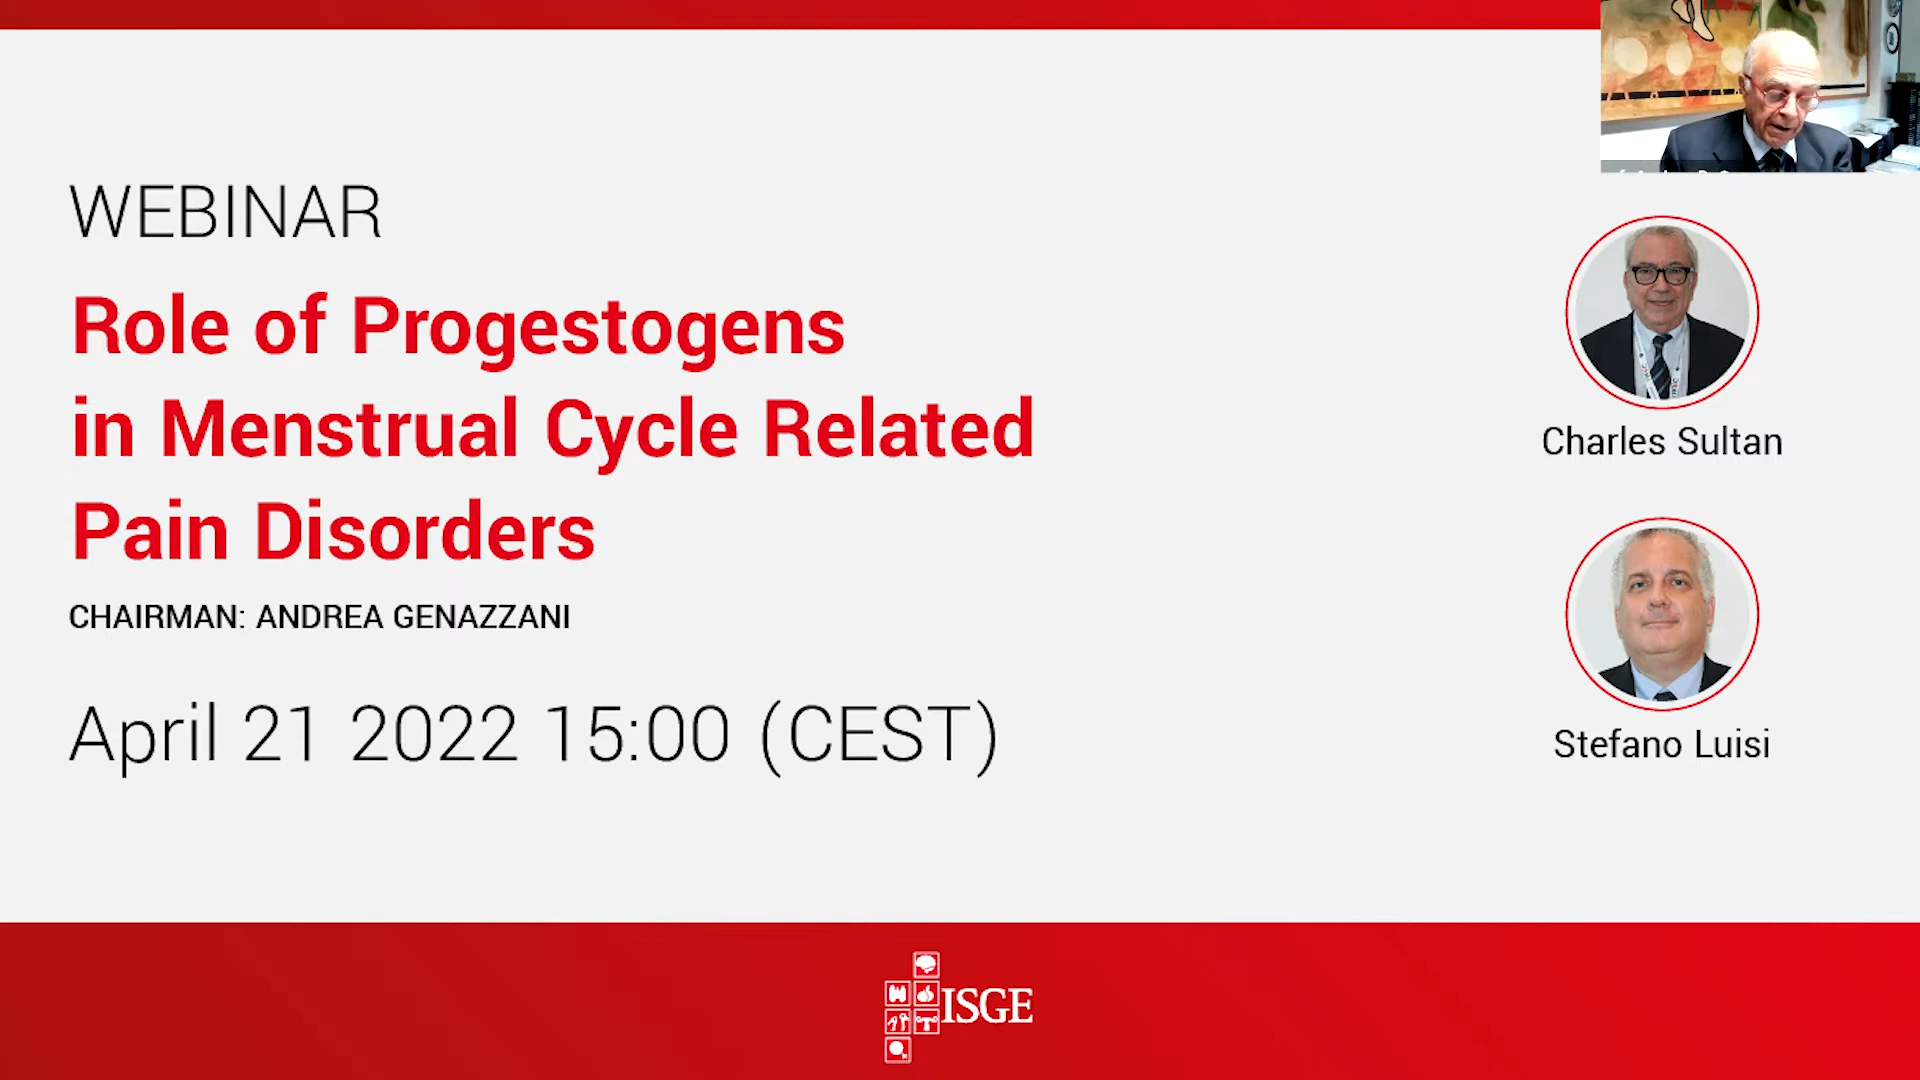 WEBINAR
Role of Progestogens
in Menstrual Cycle Related
Pain Disorders
CHAIRMAN: ANDREA GENAZZANI
April 21 2022 15:00 (CEST)
Charles Sultan
Stefano Luisi
ISGE